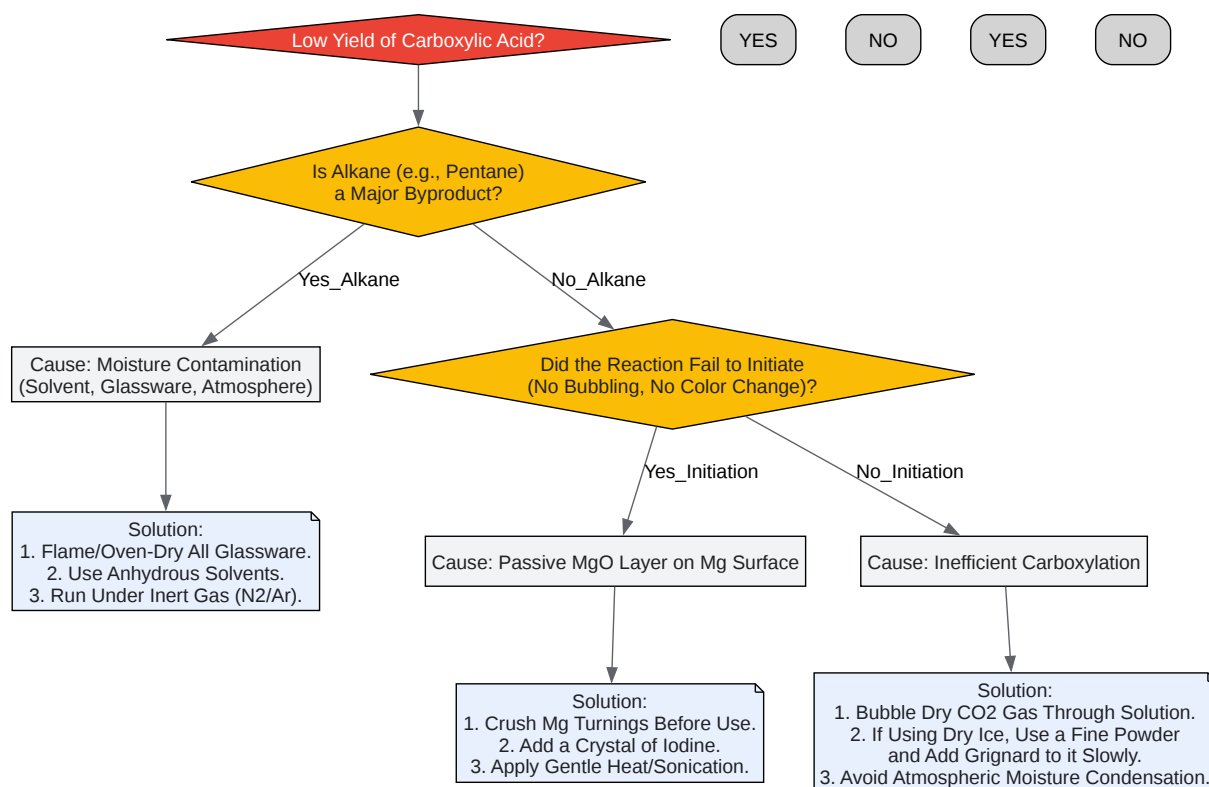 Low Yield of Carboxylic Acid?
YES
NO
YES
NO
Is Alkane (e.g., Pentane)
a Major Byproduct?
Yes_Alkane
No_Alkane
Cause: Moisture Contamination
(Solvent, Glassware, Atmosphere)
Did the Reaction Fail to Initiate
(No Bubbling, No Color Change)?
Yes_Initiation
No_Initiation
Solution:
1. Flame/Oven-Dry All Glassware.
2. Use Anhydrous Solvents.
3. Run Under Inert Gas (N2/Ar).
Cause: Passive MgO Layer on Mg Surface
Cause: Inefficient Carboxylation
Solution:
1. Crush Mg Turnings Before Use.
2. Add a Crystal of Iodine.
3. Apply Gentle Heat/Sonication.
Solution:
1. Bubble Dry CO2 Gas Through Solution.
2. If Using Dry Ice, Use a Fine Powder
and Add Grignard to it Slowly.
3. Avoid Atmospheric Moisture Condensation.